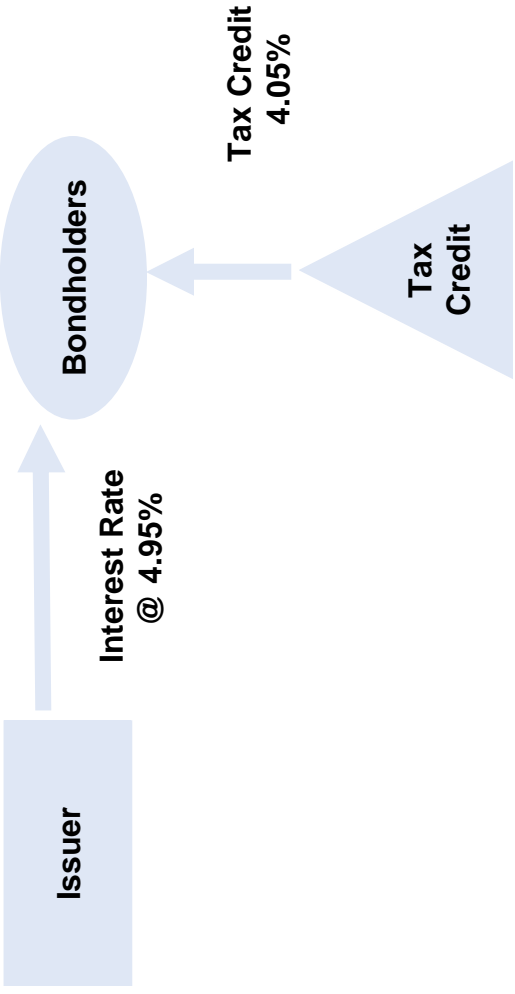 Issuer
Interest Rate
@ 4.95%
Bondholders
Tax Credit
4.05%
Tax
Credit